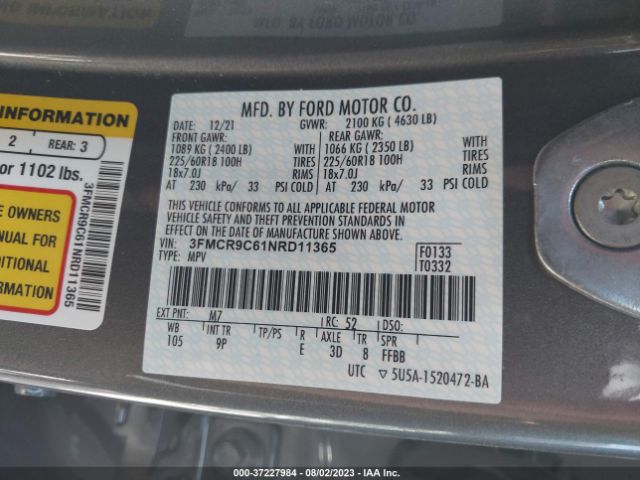 MFD. BY FORD MOTOR CO.
INFORMATION
2 REAR: 3
or 1102 lbs.
E OWNERS
NUAL FOR
DITIONAL
ORMATION
3FMCR9C61NRD11365
MFD. BY FORD MOTOR CO.
DATE: 12/21 GVWR: 2100 KG ( 4630 LB)
FRONT GAWR: REAR GAWR:
1089 KG ( 2400 LB) WITH 1066 KG ( 2350 LB) WITH
225/60R18 100H TIRES 225/60R18 100H TIRES
18x7.0J RIMS 18x7.0J RIMS
AT 230 kPa/ 33 PSI COLD AT 230 kPa/ 33 PSI COLD
THIS VEHICLE CONFORMS TO ALL APPLICABLE FEDERAL MOTOR
VEHICLE SAFETY AND THEFT PREVENTION STANDARDS IN
EFFECT ON THE DATE OF MANUFACTURE SHOWN ABOVE.
VIN: 3FMCR9C61NRD11365 F0133
TYPE: MPV T0332
EXT PNT: M7 RC: 52 DSO:
WB INT TR TP/PS R AXLE TR SPR
105 9P E 3D 8 FFBB
UTC ▽ 5U5A-1520472-BA
000-37227984 - 08/02/2023 - IAA Inc.